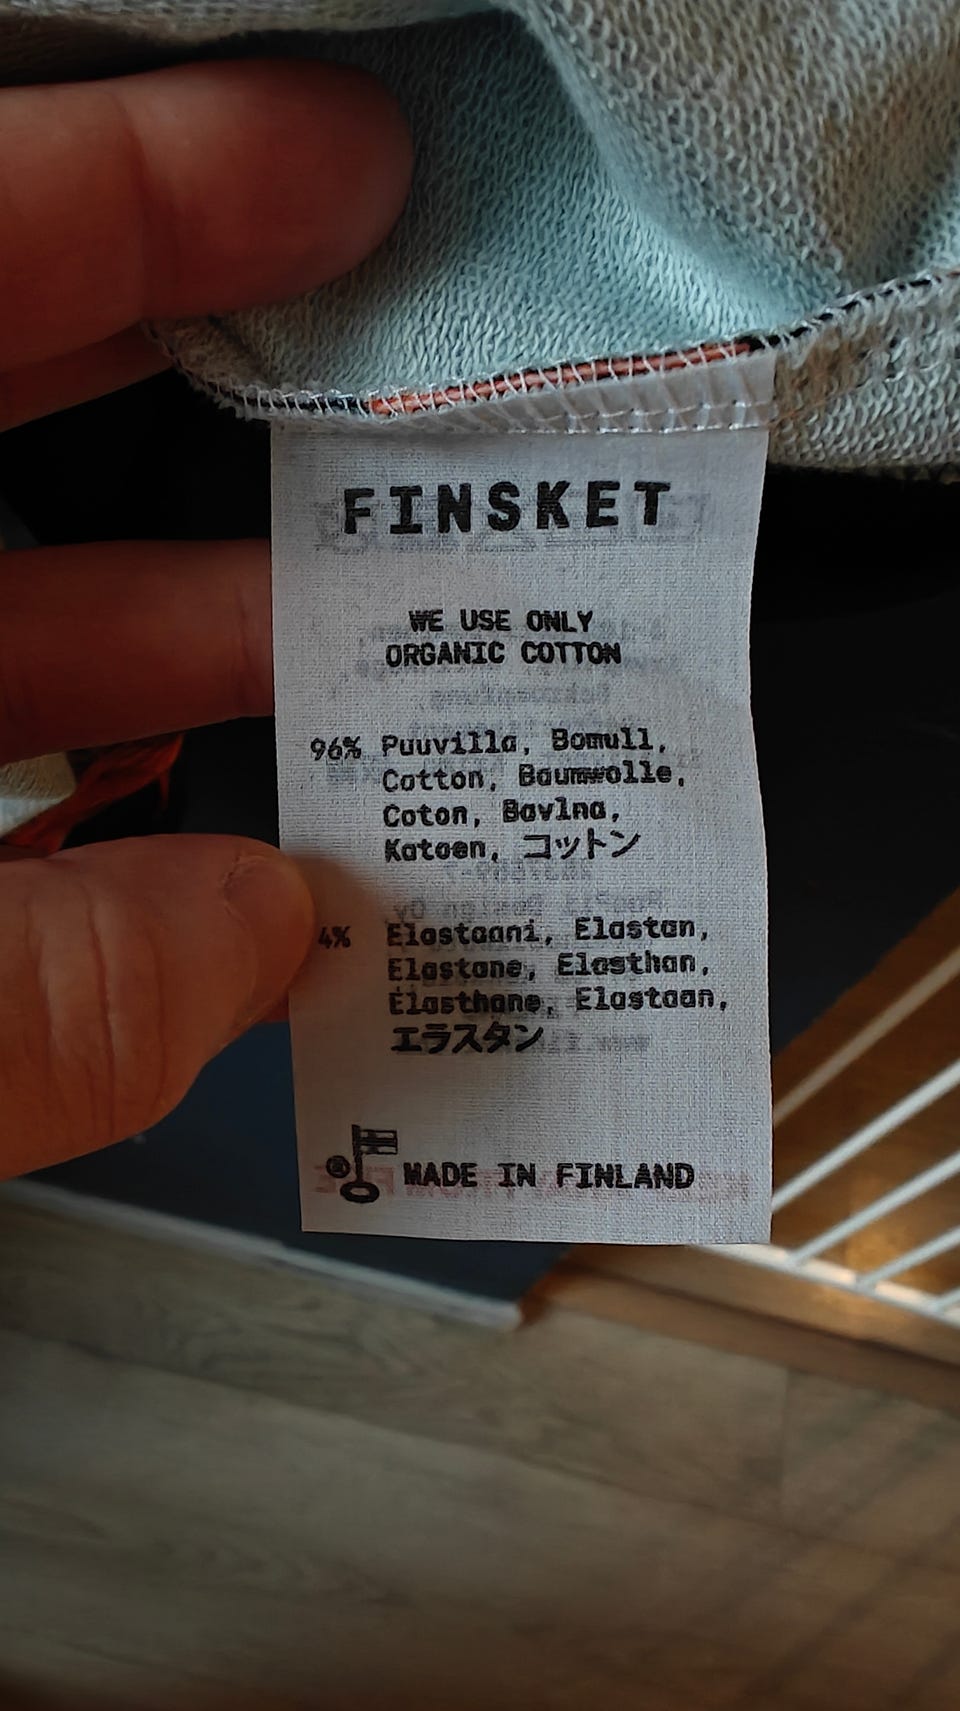 FINSKET
WE USE ONLY
ORGANIC COTTON
96% Puuvilla, Bomull,
Cotton, Baumwolle,
Coton, Bavlna,
Katoen, コットン
4% Elastaani, Elastan,
Elastane, Elasthan,
Élasthane, Elastaan,
エラスタン
MADE IN FINLAND